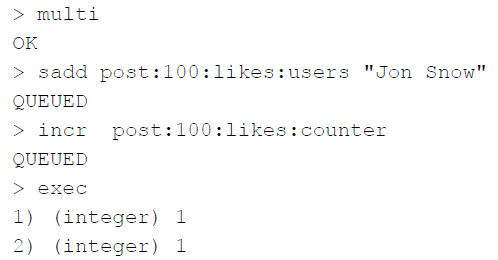 > multi
OK
> sadd post:100:likes:users "Jon Snow"
QUEUED
> incr  post:100:likes:counter
QUEUED
> exec
1) (integer) 1
2) (integer) 1